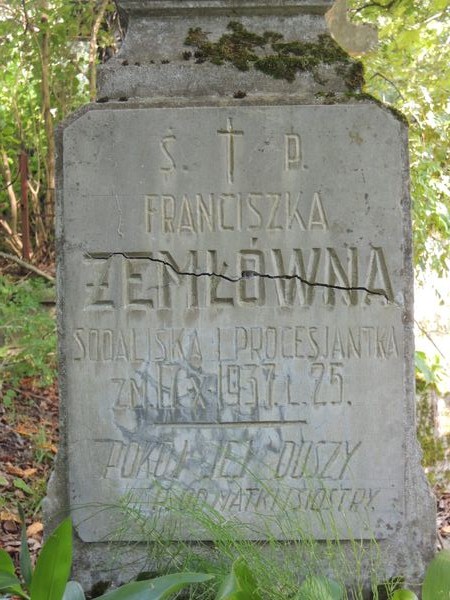 Ś. P.
FRANCISZKA
ZEMŁÓWNA
SODALISKA I PROCESJANTKA
ZM. 17. X 1937. L. 25.
POKÓJ JEJ DUSZY
OD MATKI I SIOSTRY.